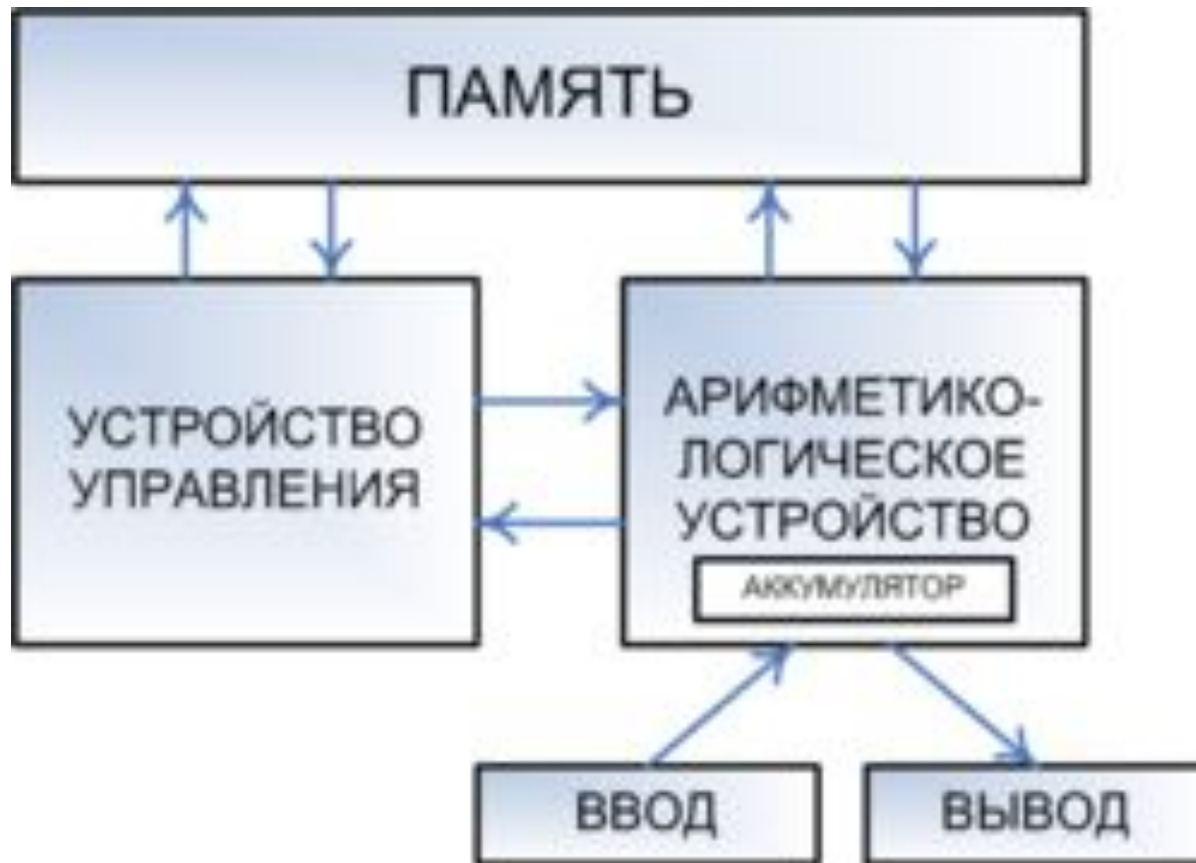 ПАМЯТЬ
УСТРОЙСТВО
УПРАВЛЕНИЯ
АРИФМЕТИКО-
ЛОГИЧЕСКОЕ
УСТРОЙСТВО
АККУМУЛЯТОР
ВВОД
ВЫВОД